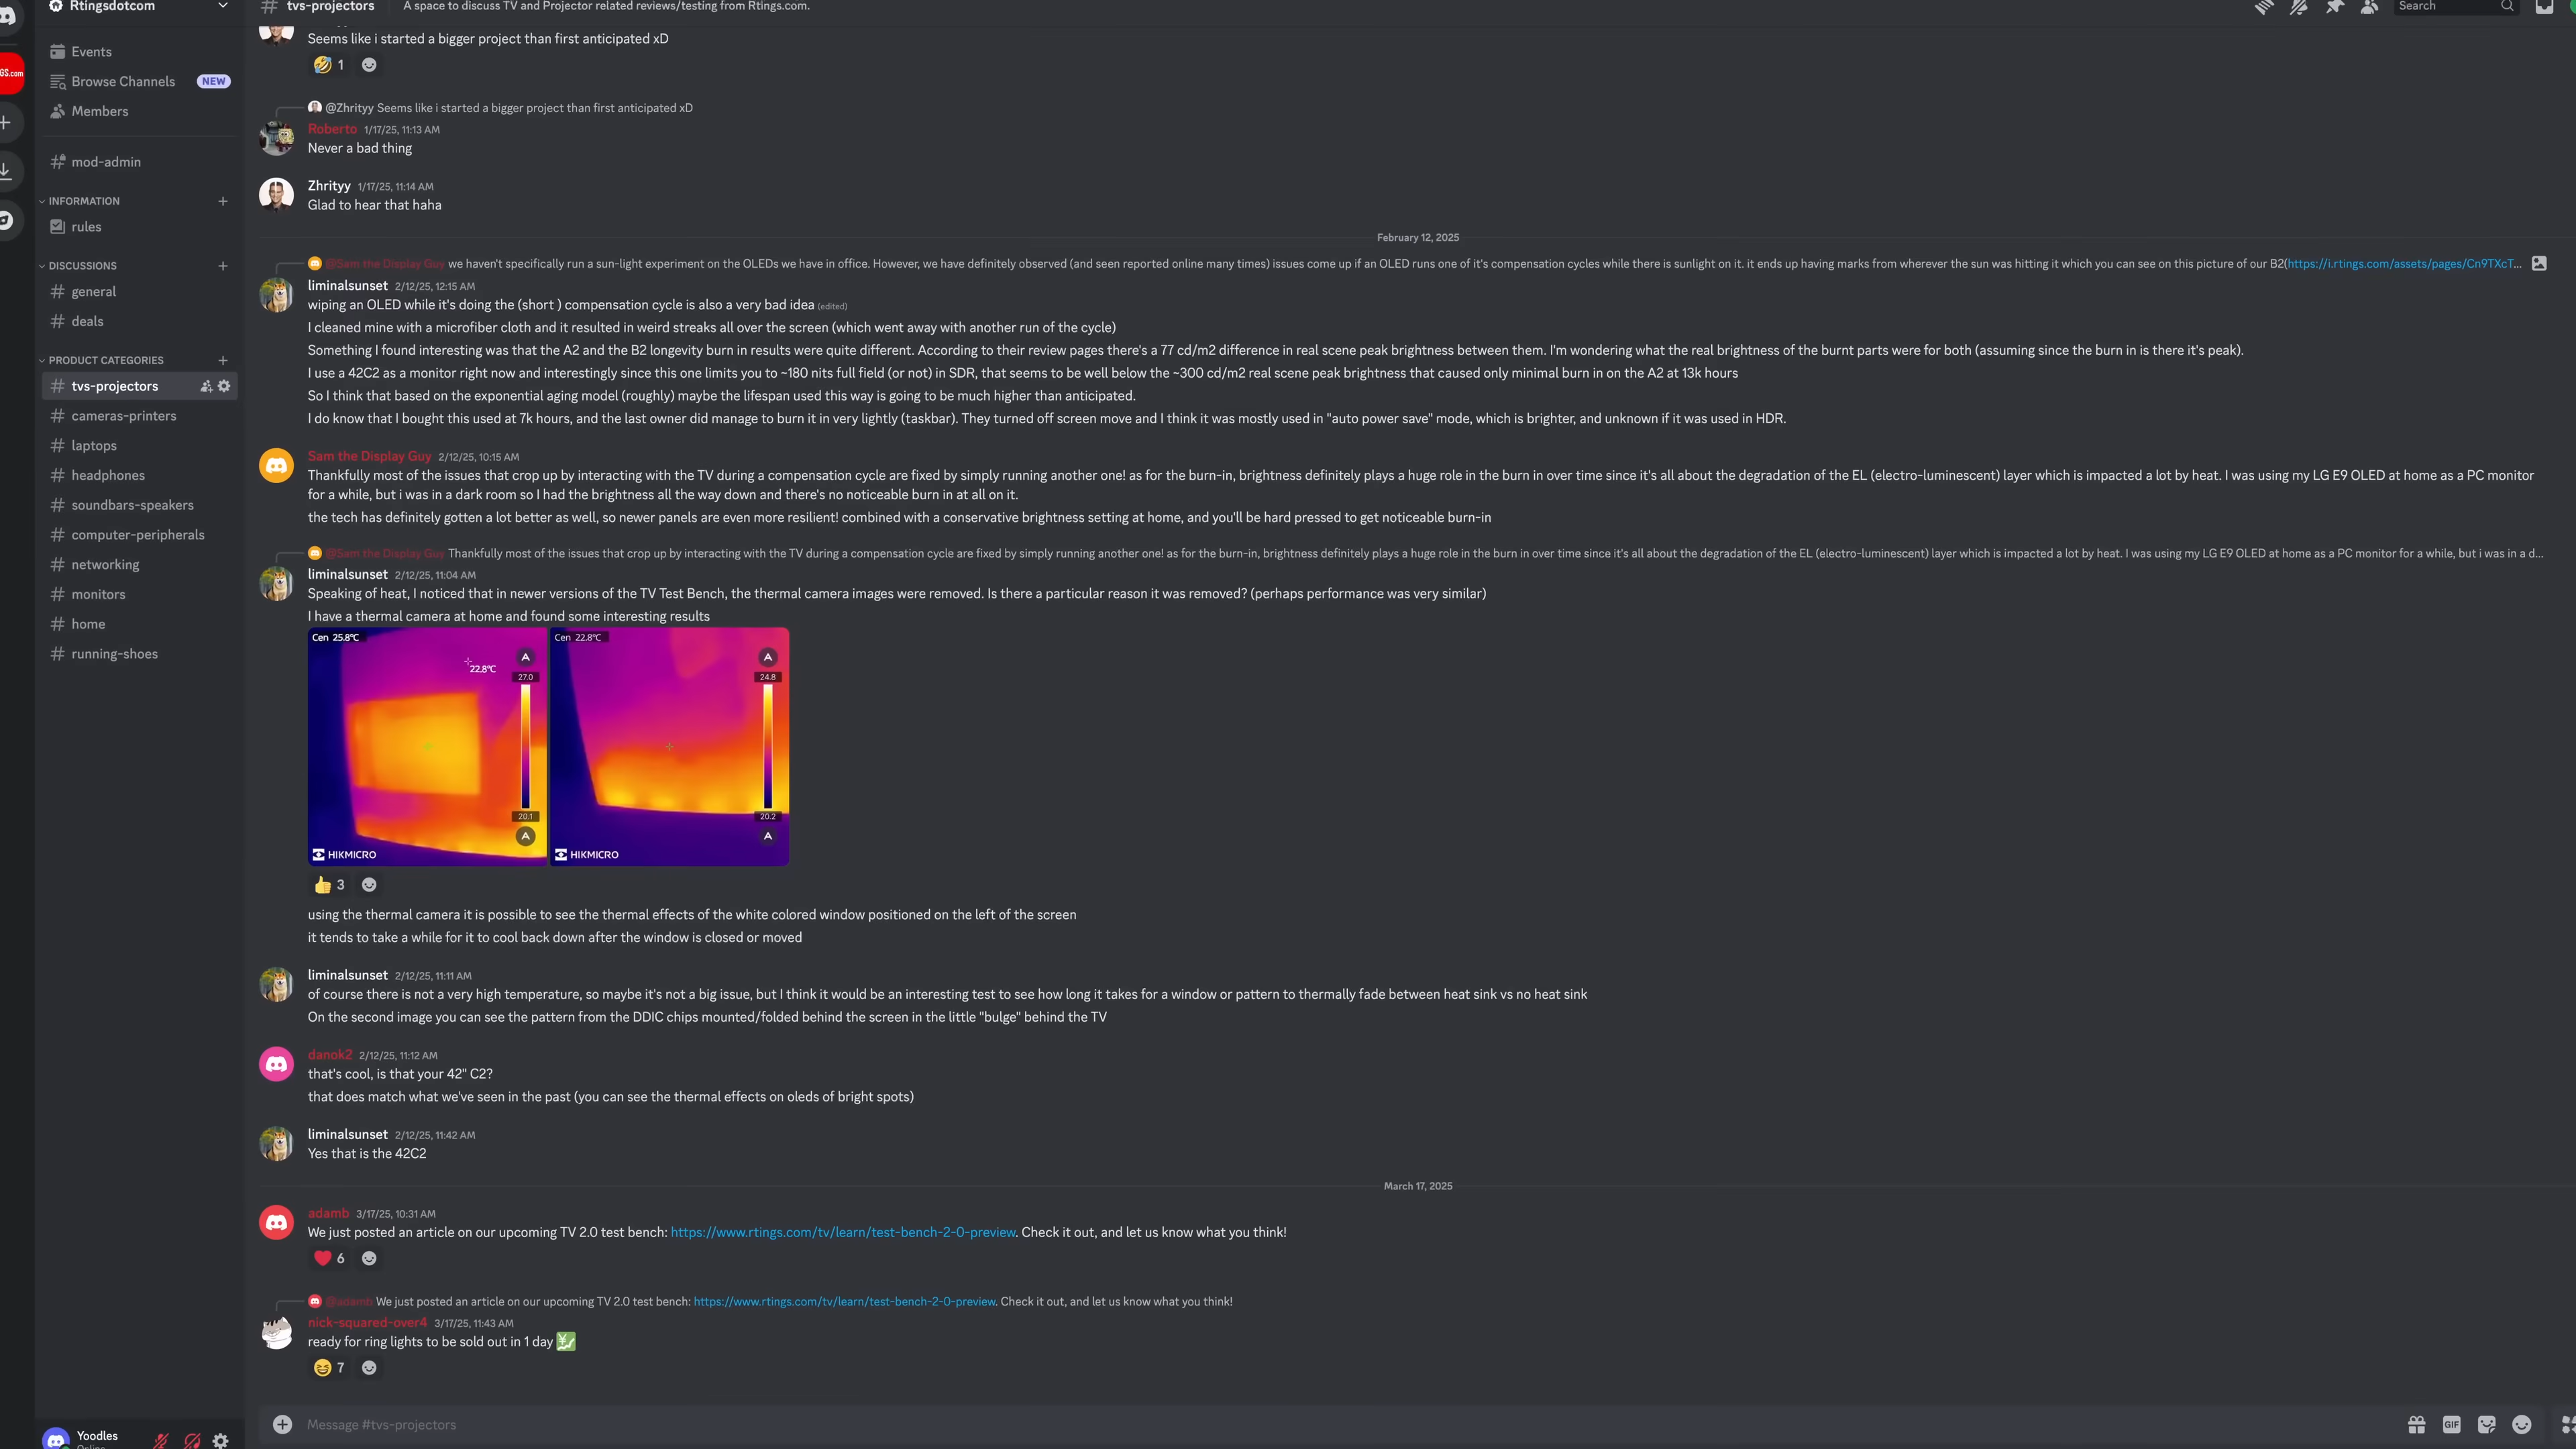 Rtingsdotcom
Events
Browse Channels NEW
Members
mod-admin
INFORMATION
rules
DISCUSSIONS
general
deals
PRODUCT CATEGORIES
tvs-projectors
cameras-printers
laptops
headphones
soundbars-speakers
computer-peripherals
networking
monitors
home
running-shoes
Yoodles
Online
GS.com
tvs-projectors A space to discuss TV and Projector related reviews/testing from Rtings.com.
Search
Seems like i started a bigger project than first anticipated xD
1
@Zhrityy Seems like i started a bigger project than first anticipated xD
Roberto 1/17/25, 11:13 AM
Never a bad thing
Zhrityy 1/17/25, 11:14 AM
Glad to hear that haha
February 12, 2025
@Sam the Display Guy we haven't specifically run a sun-light experiment on the OLEDs we have in office. However, we have definitely observed (and seen reported online many times) issues come up if an OLED runs one of it's compensation cycles while there is sunlight on it. it ends up having marks from wherever the sun was hitting it which you can see on this picture of our B2(https://i.rtings.com/assets/pages/Cn9TXcT...
liminalsunset 2/12/25, 12:15 AM
wiping an OLED while it's doing the (short ) compensation cycle is also a very bad idea (edited)
I cleaned mine with a microfiber cloth and it resulted in weird streaks all over the screen (which went away with another run of the cycle)
Something I found interesting was that the A2 and the B2 longevity burn in results were quite different. According to their review pages there's a 77 cd/m2 difference in real scene peak brightness between them. I'm wondering what the real brightness of the burnt parts were for both (assuming since the burn in is there it's peak).
I use a 42C2 as a monitor right now and interestingly since this one limits you to ~180 nits full field (or not) in SDR, that seems to be well below the ~300 cd/m2 real scene peak brightness that caused only minimal burn in on the A2 at 13k hours
So I think that based on the exponential aging model (roughly) maybe the lifespan used this way is going to be much higher than anticipated.
I do know that I bought this used at 7k hours, and the last owner did manage to burn it in very lightly (taskbar). They turned off screen move and I think it was mostly used in "auto power save" mode, which is brighter, and unknown if it was used in HDR.
Sam the Display Guy 2/12/25, 10:15 AM
Thankfully most of the issues that crop up by interacting with the TV during a compensation cycle are fixed by simply running another one! as for the burn-in, brightness definitely plays a huge role in the burn in over time since it's all about the degradation of the EL (electro-luminescent) layer which is impacted a lot by heat. I was using my LG E9 OLED at home as a PC monitor
for a while, but i was in a dark room so I had the brightness all the way down and there's no noticeable burn in at all on it.
the tech has definitely gotten a lot better as well, so newer panels are even more resilient! combined with a conservative brightness setting at home, and you'll be hard pressed to get noticeable burn-in
@Sam the Display Guy Thankfully most of the issues that crop up by interacting with the TV during a compensation cycle are fixed by simply running another one! as for the burn-in, brightness definitely plays a huge role in the burn in over time since it's all about the degradation of the EL (electro-luminescent) layer which is impacted a lot by heat. I was using my LG E9 OLED at home as a PC monitor for a while, but i was in a d...
liminalsunset 2/12/25, 11:04 AM
Speaking of heat, I noticed that in newer versions of the TV Test Bench, the thermal camera images were removed. Is there a particular reason it was removed? (perhaps performance was very similar)
I have a thermal camera at home and found some interesting results
Cen 25.8℃
22.8℃
A
27.0
20.1
A
HIKMICRO
Cen 22.8℃
A
24.8
20.2
A
HIKMICRO
3
using the thermal camera it is possible to see the thermal effects of the white colored window positioned on the left of the screen
it tends to take a while for it to cool back down after the window is closed or moved
liminalsunset 2/12/25, 11:11 AM
of course there is not a very high temperature, so maybe it's not a big issue, but I think it would be an interesting test to see how long it takes for a window or pattern to thermally fade between heat sink vs no heat sink
On the second image you can see the pattern from the DDIC chips mounted/folded behind the screen in the little "bulge" behind the TV
danok2 2/12/25, 11:12 AM
that's cool, is that your 42" C2?
that does match what we've seen in the past (you can see the thermal effects on oleds of bright spots)
liminalsunset 2/12/25, 11:42 AM
Yes that is the 42C2
March 17, 2025
adamb 3/17/25, 10:31 AM
We just posted an article on our upcoming TV 2.0 test bench: https://www.rtings.com/tv/learn/test-bench-2-0-preview. Check it out, and let us know what you think!
6
@adamb We just posted an article on our upcoming TV 2.0 test bench: https://www.rtings.com/tv/learn/test-bench-2-0-preview. Check it out, and let us know what you think!
nick-squared-over4 3/17/25, 11:43 AM
ready for ring lights to be sold out in 1 day 💹
7
Message #tvs-projectors
GIF